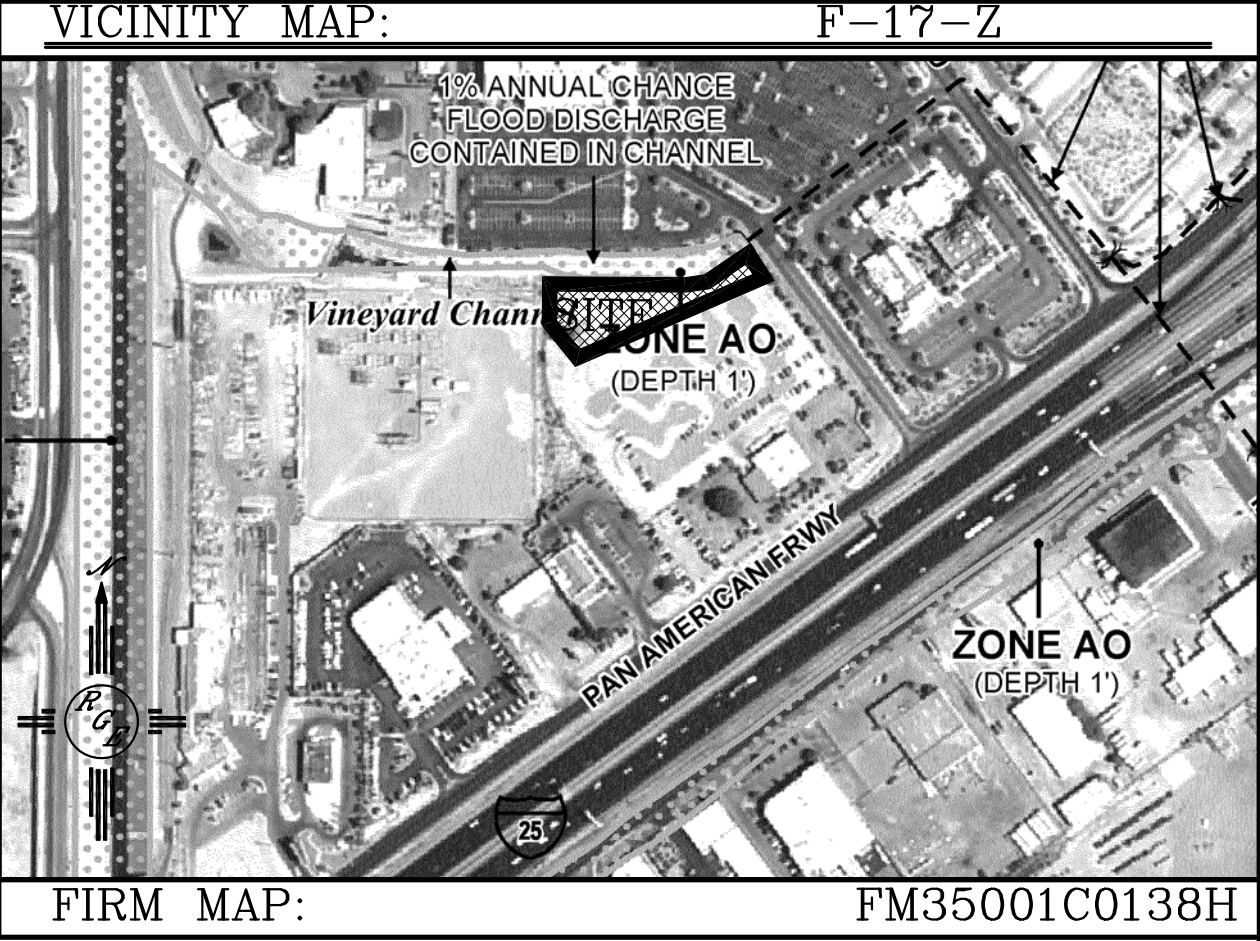 VICINITY MAP: F-17-Z
1% ANNUAL CHANCE
FLOOD DISCHARGE
CONTAINED IN CHANNEL
Vineyard
SITE
ZONE AO
(DEPTH 1')
PAN AMERICAN FRWY
N
RGE
ZONE AO
(DEPTH 1')
25
FIRM MAP: FM35001C0138H